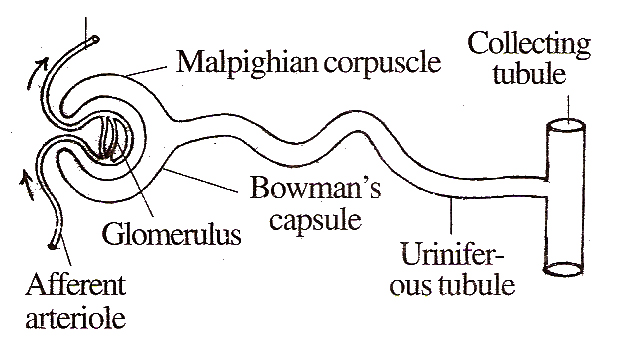 Collecting
tubule
Malpighian corpuscle
Bowman's
capsule
Glomerulus
Urinifer-
ous tubule
Afferent
arteriole